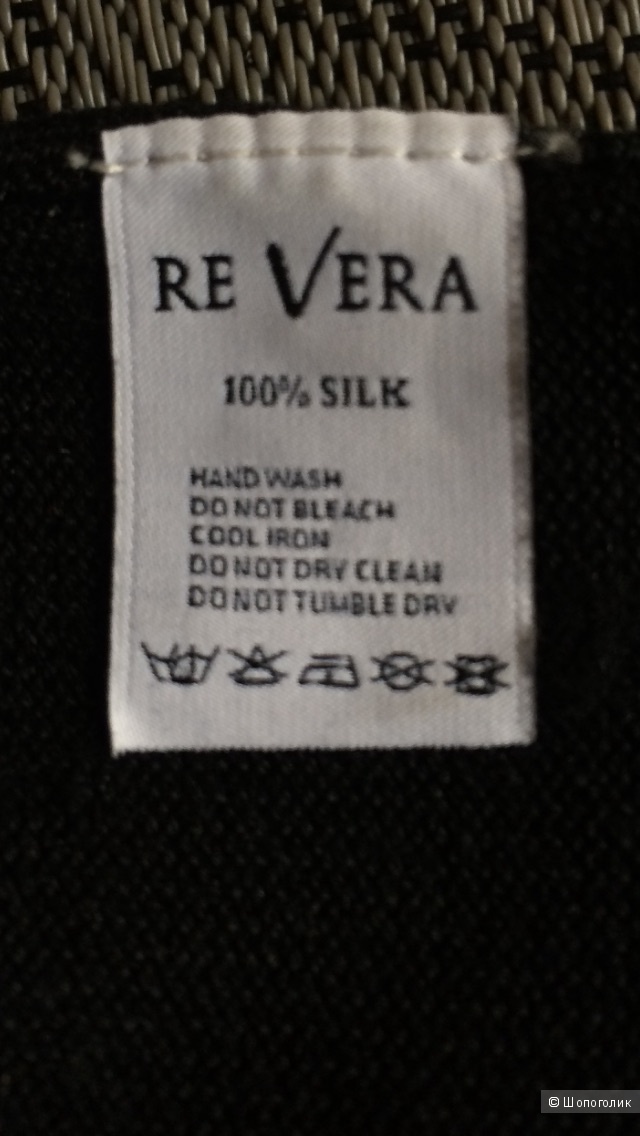 RE VERA
100% SILK
HAND WASH
DO NOT BLEACH
COOL IRON
DO NOT DRY CLEAN
DO NOT TUMBLE DRY
© Шопоголик